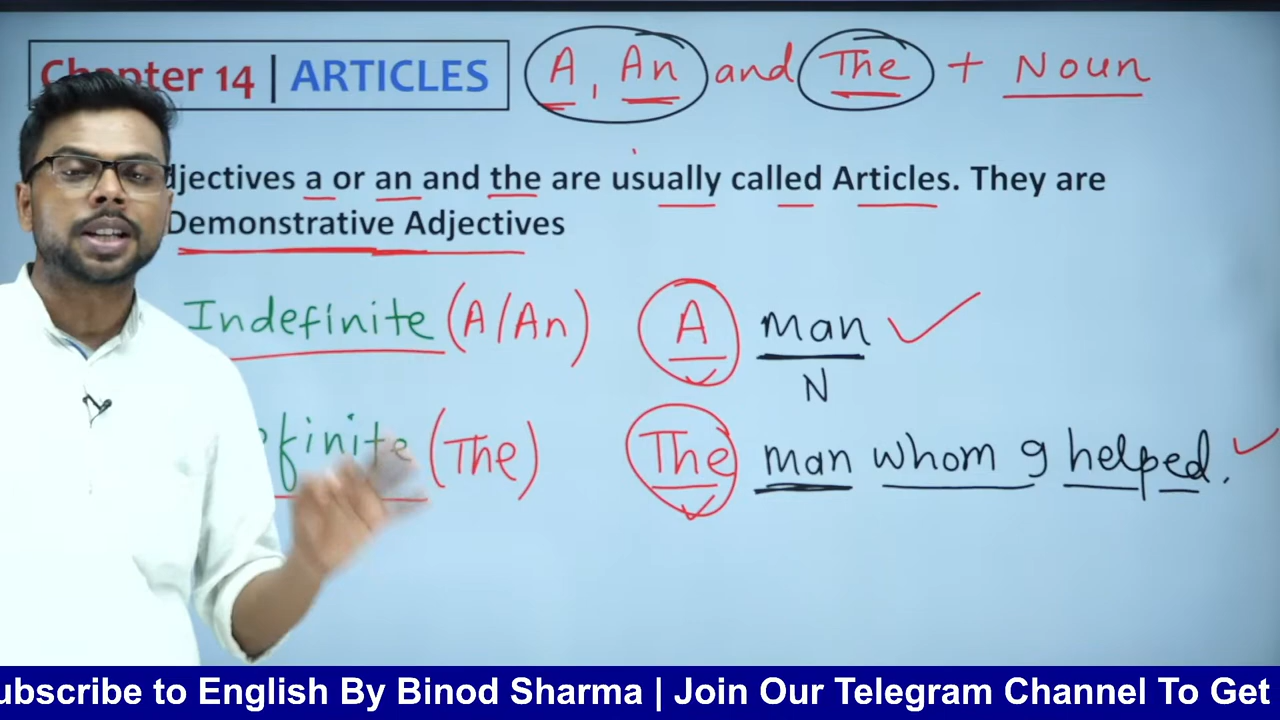 Chapter 14 | ARTICLES A, An and The + Noun
djectives a or an and the are usually called Articles. They are
Demonstrative Adjectives
Indefinite (A/An) A man
N
efinite (The) The man whom I helped.
ubscribe to English By Binod Sharma | Join Our Telegram Channel To Get